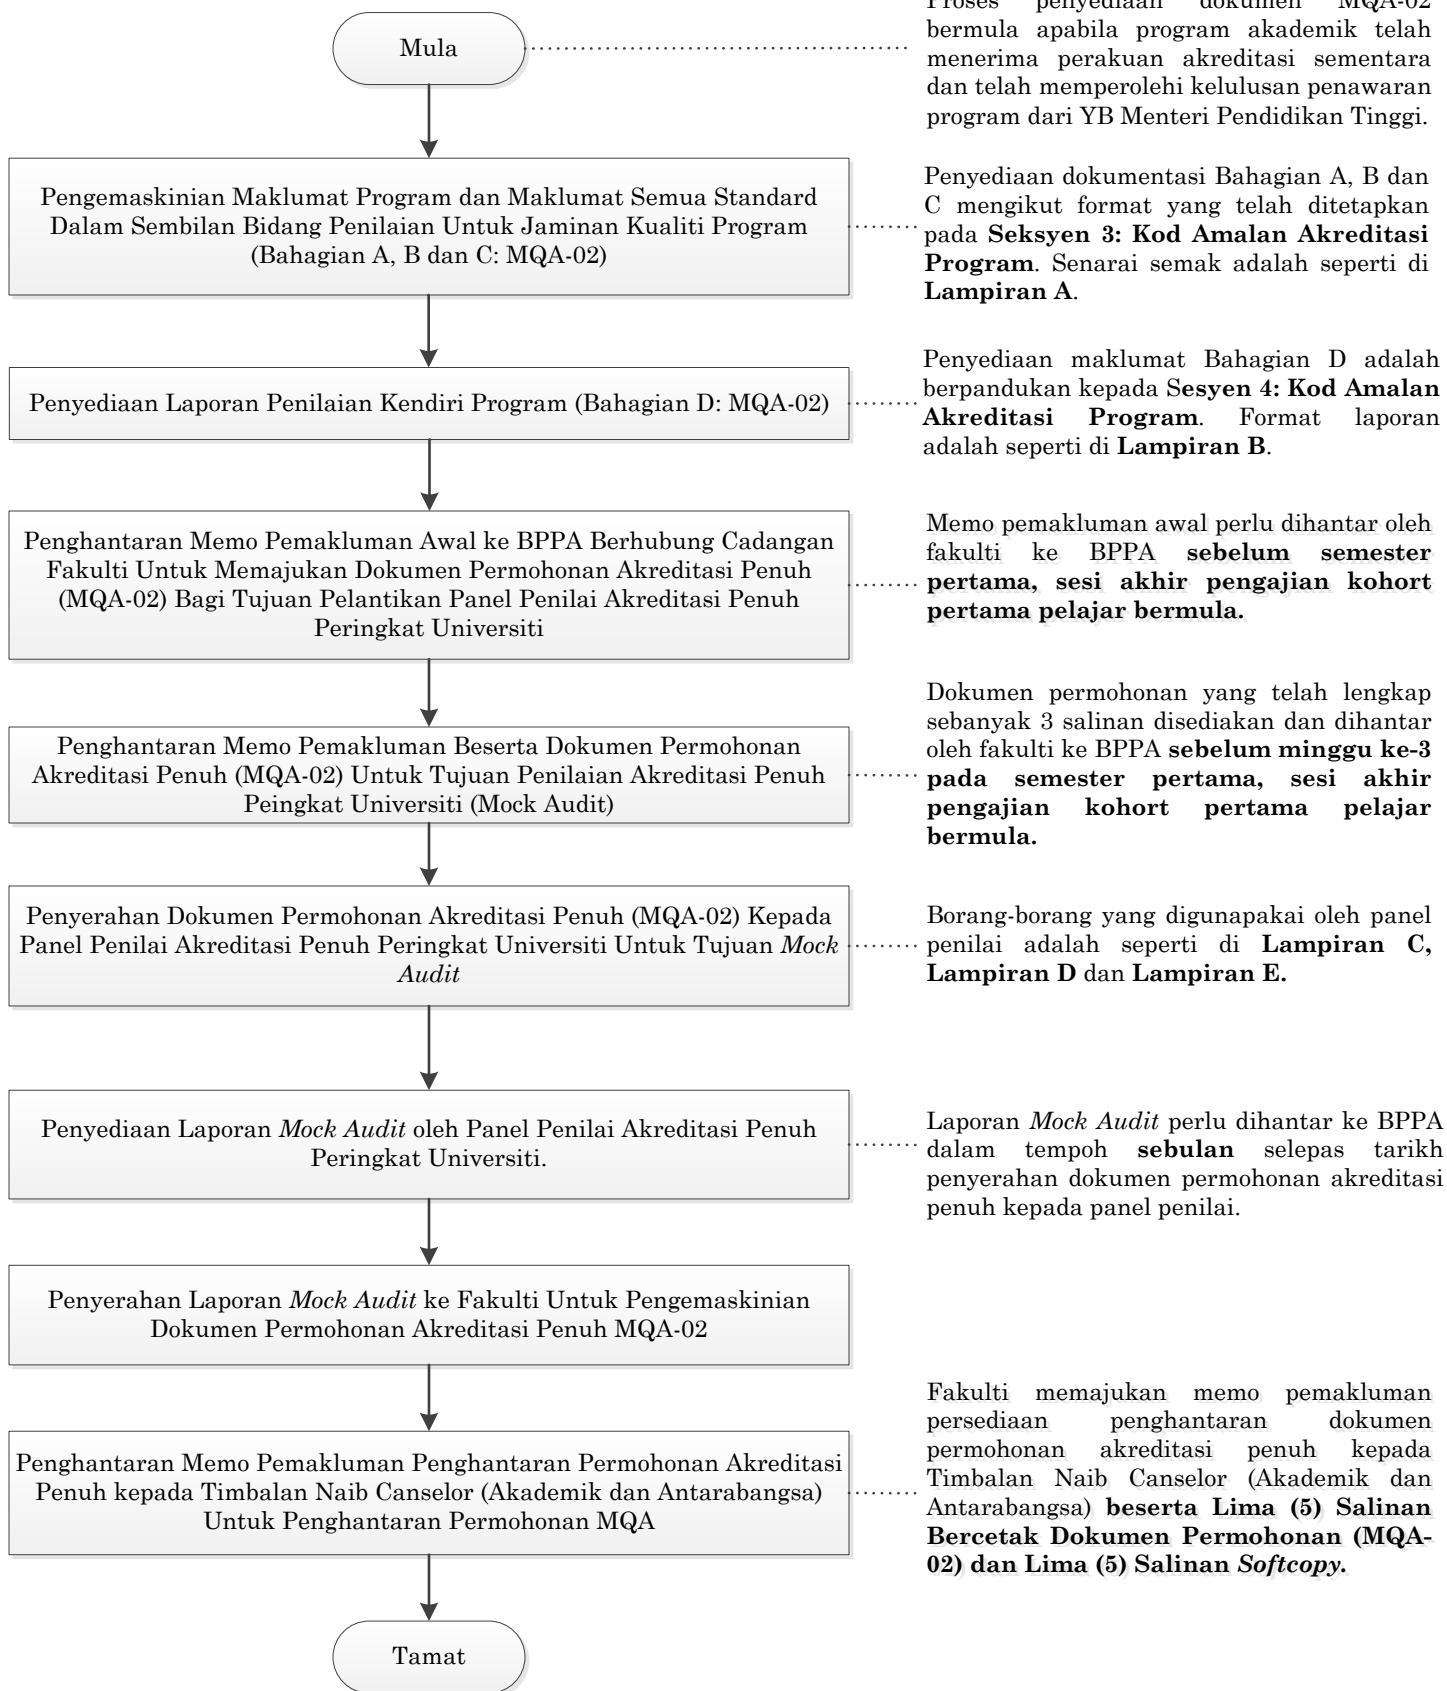 Proses penyediaan dokumen MQA-02
bermula apabila program akademik telah
menerima perakuan akreditasi sementara
dan telah memperolehi kelulusan penawaran
program dari YB Menteri Pendidikan Tinggi.
Mula
Pengemaskinian Maklumat Program dan Maklumat Semua Standard
Dalam Sembilan Bidang Penilaian Untuk Jaminan Kualiti Program
(Bahagian A, B dan C: MQA-02)
Penyediaan dokumentasi Bahagian A, B dan
C mengikut format yang telah ditetapkan
pada Seksyen 3: Kod Amalan Akreditasi
Program. Senarai semak adalah seperti di
Lampiran A.
Penyediaan Laporan Penilaian Kendiri Program (Bahagian D: MQA-02)
Penyediaan maklumat Bahagian D adalah
berpandukan kepada Sesyen 4: Kod Amalan
Akreditasi Program. Format laporan
adalah seperti di Lampiran B.
Penghantaran Memo Pemakluman Awal ke BPPA Berhubung Cadangan
Fakulti Untuk Memajukan Dokumen Permohonan Akreditasi Penuh
(MQA-02) Bagi Tujuan Pelantikan Panel Penilai Akreditasi Penuh
Peringkat Universiti
Memo pemakluman awal perlu dihantar oleh
fakulti ke BPPA sebelum semester
pertama, sesi akhir pengajian kohort
pertama pelajar bermula.
Penghantaran Memo Pemakluman Beserta Dokumen Permohonan
Akreditasi Penuh (MQA-02) Untuk Tujuan Penilaian Akreditasi Penuh
Peingkat Universiti (Mock Audit)
Dokumen permohonan yang telah lengkap
sebanyak 3 salinan disediakan dan dihantar
oleh fakulti ke BPPA sebelum minggu ke-3
pada semester pertama, sesi akhir
pengajian kohort pertama pelajar
bermula.
Penyerahan Dokumen Permohonan Akreditasi Penuh (MQA-02) Kepada
Panel Penilai Akreditasi Penuh Peringkat Universiti Untuk Tujuan Mock
Audit
Borang-borang yang digunapakai oleh panel
penilai adalah seperti di Lampiran C,
Lampiran D dan Lampiran E.
Penyediaan Laporan Mock Audit oleh Panel Penilai Akreditasi Penuh
Peringkat Universiti.
Laporan Mock Audit perlu dihantar ke BPPA
dalam tempoh sebulan selepas tarikh
penyerahan dokumen permohonan akreditasi
penuh kepada panel penilai.
Penyerahan Laporan Mock Audit ke Fakulti Untuk Pengemaskinian
Dokumen Permohonan Akreditasi Penuh MQA-02
Penghantaran Memo Pemakluman Penghantaran Permohonan Akreditasi
Penuh kepada Timbalan Naib Canselor (Akademik dan Antarabangsa)
Untuk Penghantaran Permohonan MQA
Fakulti memajukan memo pemakluman
persediaan penghantaran dokumen
permohonan akreditasi penuh kepada
Timbalan Naib Canselor (Akademik dan
Antarabangsa) beserta Lima (5) Salinan
Bercetak Dokumen Permohonan (MQA-
02) dan Lima (5) Salinan Softcopy.
Tamat